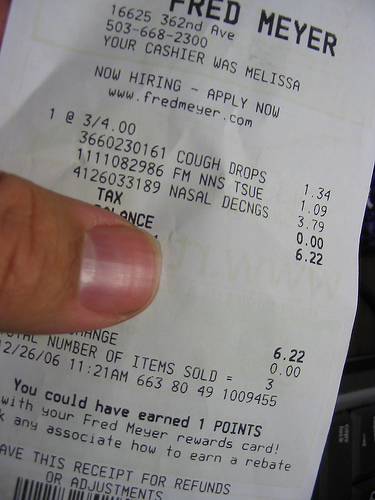 FRED MEYER
16625 362nd Ave
503-668-2300
YOUR CASHIER WAS MELISSA
NOW HIRING - APPLY NOW
www.fredmeyer.com
1 @ 3/4.00
3660230161 COUGH DROPS 1.34
1111082986 FM NNS TSUE 1.09
4126033189 NASAL DECNGS 3.79
TAX 0.00
BALANCE 6.22
6.22
CHANGE 0.00
TOTAL NUMBER OF ITEMS SOLD = 3
12/26/06 11:21AM 663 80 49 1009455
You could have earned 1 POINTS
with your Fred Meyer rewards card!
any associate how to earn a rebate
THIS RECEIPT FOR REFUNDS
OR ADJUSTMENTS